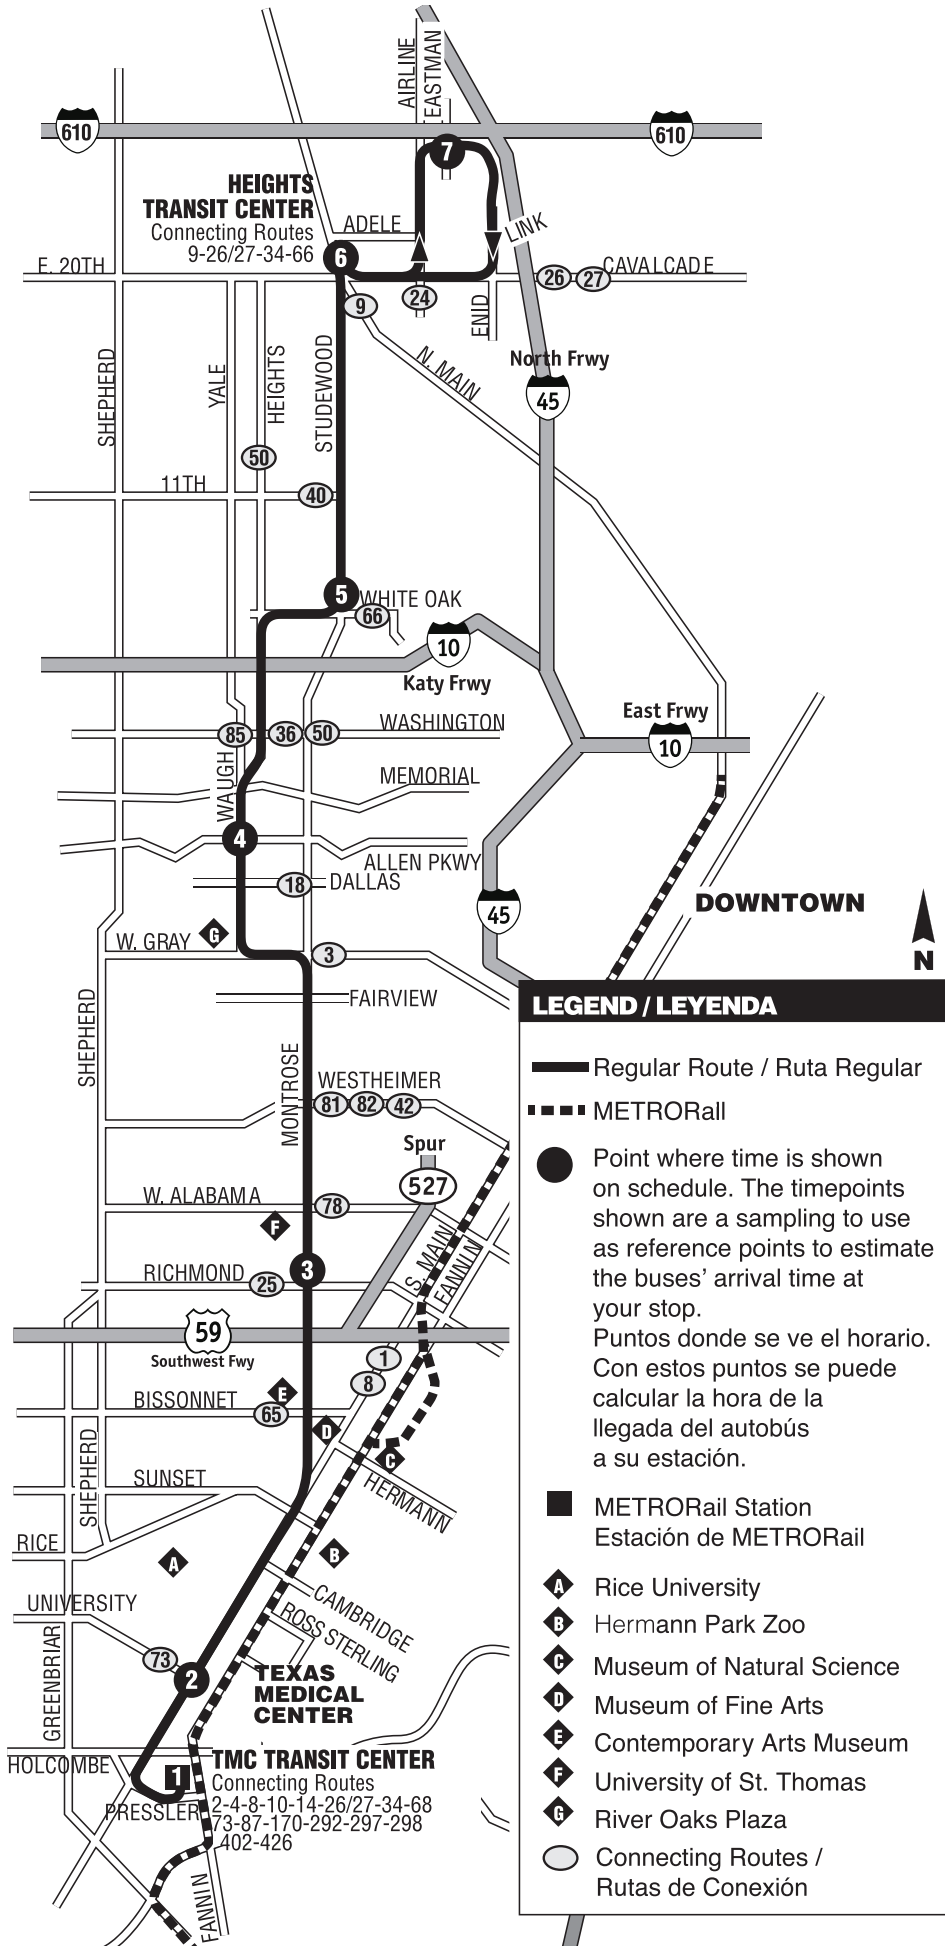 AIRLINE
EASTMAN
610
610
7
HEIGHTS
TRANSIT CENTER
Connecting Routes
9-26/27-34-66
ADELE
LINK
6
E. 20TH
CAVALCADE
26
27
24
9
ENID
SHEPHERD
YALE
HEIGHTS
STUDEWOOD
N. MAIN
North Frwy
45
50
11TH
40
5
WHITE OAK
66
10
Katy Frwy
East Frwy
10
WASHINGTON
85
36
50
WAUGH
MEMORIAL
4
ALLEN PKWY
18
DALLAS
45
DOWNTOWN
G
W. GRAY
3
N
FAIRVIEW
SHEPHERD
MONTROSE
WESTHEIMER
81
82
42
Spur
527
W. ALABAMA
78
F
S. MAIN
FANNIN
3
RICHMOND
25
59
Southwest Fwy
1
8
BISSONNET
E
65
D
C
SHEPHERD
SUNSET
HERMANN
RICE
A
B
UNIVERSITY
CAMBRIDGE
ROSS STERLING
73
2
GREENBRIAR
TEXAS
MEDICAL
CENTER
HOLCOMBE
1
TMC TRANSIT CENTER
Connecting Routes
2-4-8-10-14-26/27-34-68
73-87-170-292-297-298
402-426
PRESSLER
FANNIN
LEGEND / LEYENDA
Regular Route / Ruta Regular
METRORall
Point where time is shown
on schedule. The timepoints
shown are a sampling to use
as reference points to estimate
the buses’ arrival time at
your stop.
Puntos donde se ve el horario.
Con estos puntos se puede
calcular la hora de la
llegada del autobús
a su estación.
METRORail Station
Estación de METRORail
A Rice University
B Hermann Park Zoo
C Museum of Natural Science
D Museum of Fine Arts
E Contemporary Arts Museum
F University of St. Thomas
G River Oaks Plaza
Connecting Routes /
Rutas de Conexión